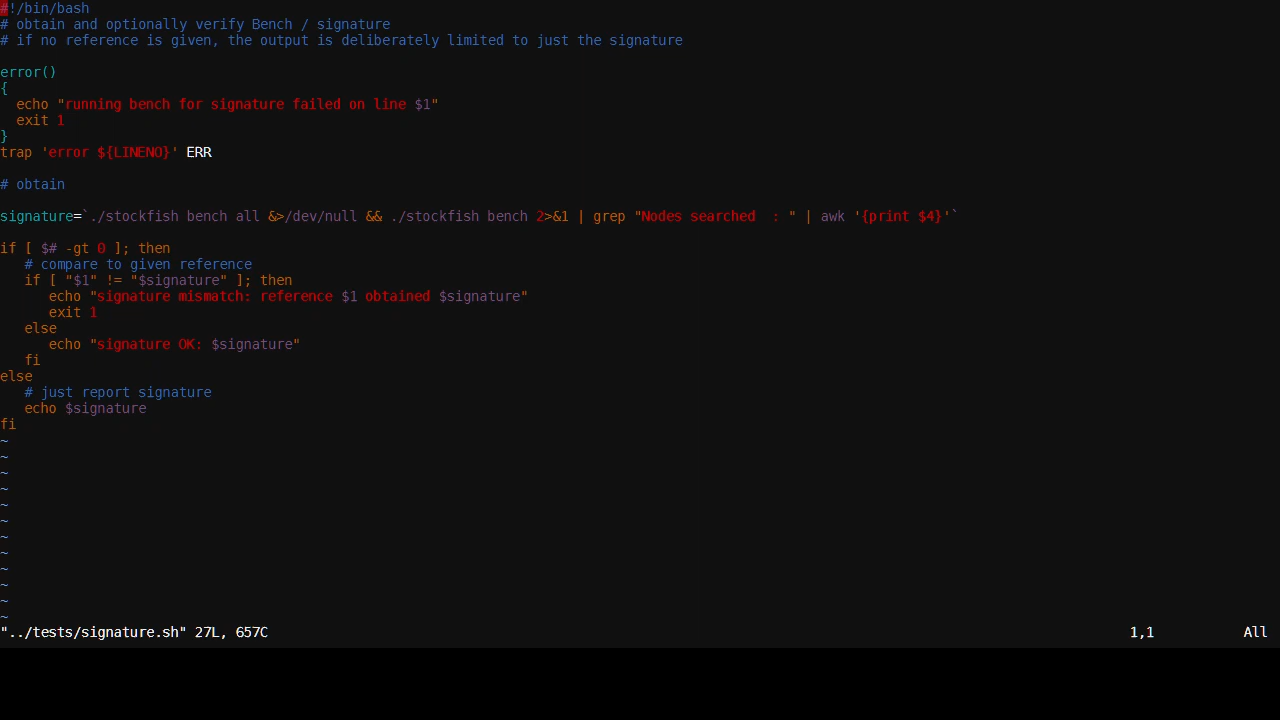 #!/bin/bash
# obtain and optionally verify Bench / signature
# if no reference is given, the output is deliberately limited to just the signature

error()
{
  echo "running bench for signature failed on line $1"
  exit 1
}
trap 'error ${LINENO}' ERR

# obtain

signature=`./stockfish bench all &>/dev/null && ./stockfish bench 2>&1 | grep "Nodes searched  : " | awk '{print $4}'`

if [ $# -gt 0 ]; then
   # compare to given reference
   if [ "$1" != "$signature" ]; then
      echo "signature mismatch: reference $1 obtained $signature"
      exit 1
   else
      echo "signature OK: $signature"
   fi
else
   # just report signature
   echo $signature
fi
~
~
~
~
~
~
~
~
~
~
~
~
"../tests/signature.sh" 27L, 657C 1,1 All